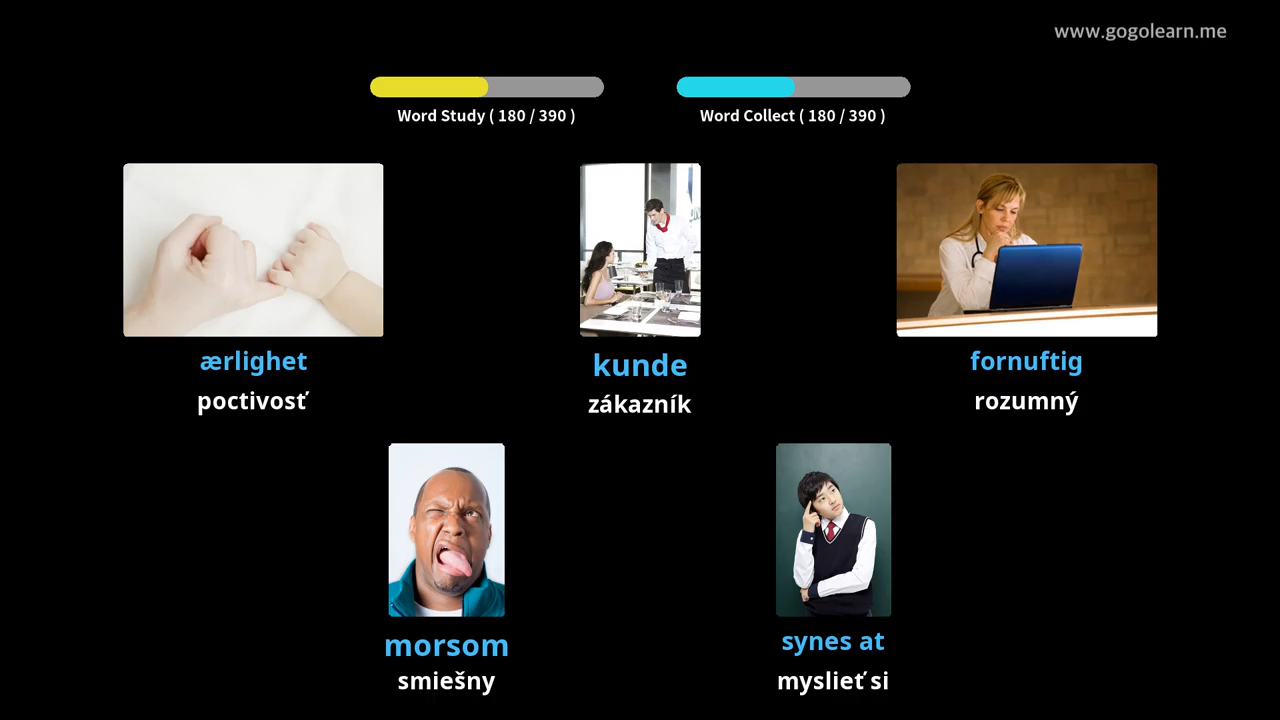 www.gogolearn.me
Word Study ( 180 / 390 )
Word Collect ( 180 / 390 )
ærlighet
poctivosť
kunde
zákazník
fornuftig
rozumný
morsom
smiešny
synes at
myslieť si